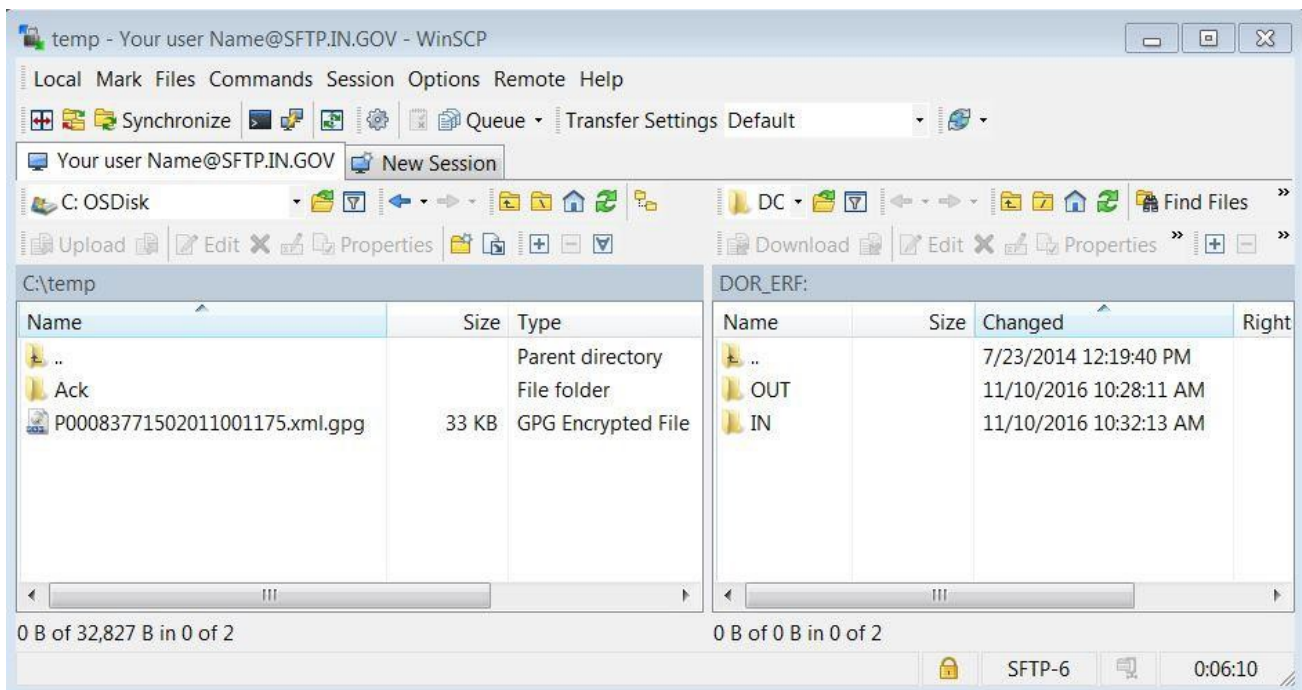 temp - Your user Name@SFTP.IN.GOV - WinSCP
Local Mark Files Commands Session Options Remote Help
Synchronize Queue Transfer Settings Default
Your user Name@SFTP.IN.GOV New Session
C: OSDisk DC Find Files »
Upload Edit Properties Download Edit Properties » »
C:\temp DOR_ERF:
Name Size Type Name Size Changed Right
.. Parent directory .. 7/23/2014 12:19:40 PM
Ack File folder OUT 11/10/2016 10:28:11 AM
P00083771502011001175.xml.gpg 33 KB GPG Encrypted File IN 11/10/2016 10:32:13 AM
0 B of 32,827 B in 0 of 2 0 B of 0 B in 0 of 2
SFTP-6 0:06:10